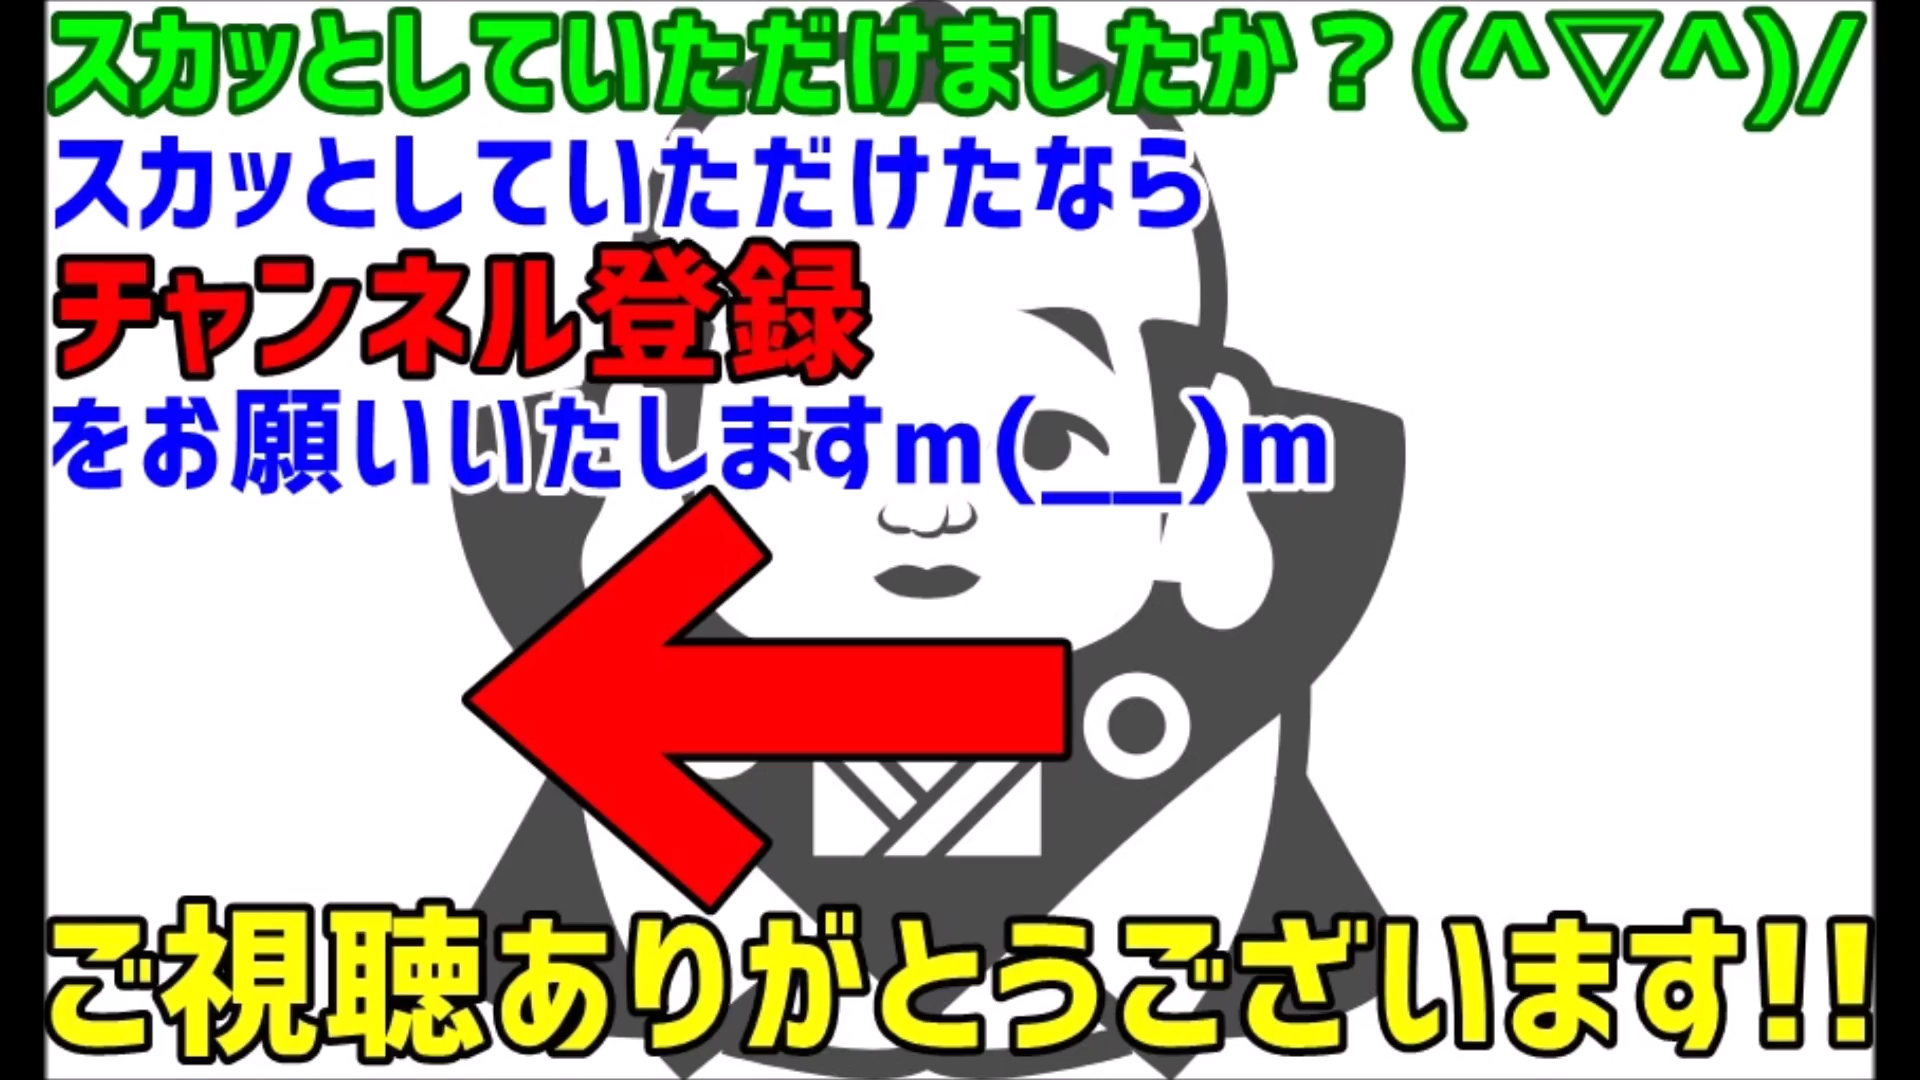 スカッとしていただけましたか？(^▽^)/
スカッとしていただけたなら
チャンネル登録
をお願いいたしますm(__)m
ご視聴ありがとうございます!!